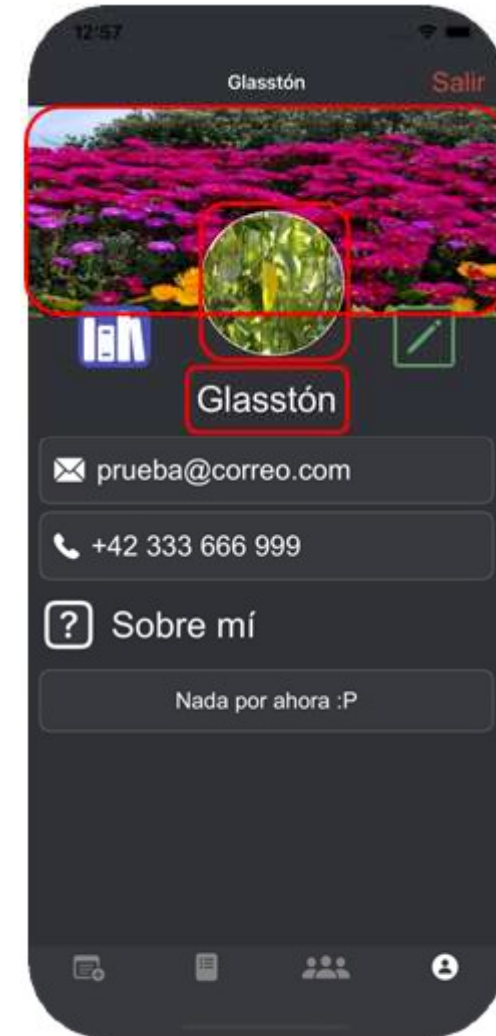 12:57
Glasstón
Salir
Glasstón
prueba@correo.com
+42 333 666 999
? Sobre mí
Nada por ahora :P